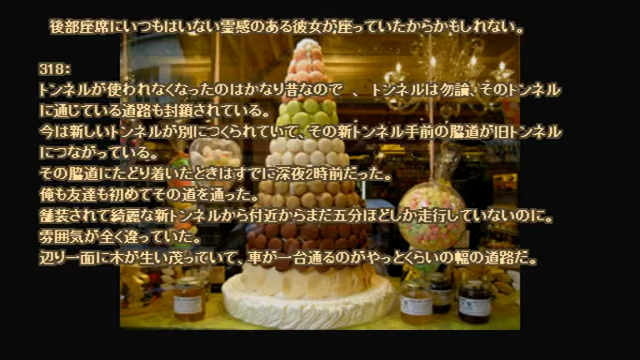 後部座席にいつもはいない霊感のある彼女が座っていたからかもしれない。
318:
トンネルが使われなくなったのはかなり昔なので 、 トンネルは勿論、そのトンネル
に通じている道路も封鎖されている。
今は新しいトンネルが別につくられていて、その新トンネル手前の脇道が旧トンネル
につながっている。
その脇道にたどり着いたときはすでに深夜2時前だった。
俺も友達も初めてその道を通った。
舗装されて綺麗な新トンネルから付近からまだ五分ほどしか走行していないのに。
雰囲気が全く違っていた。
辺り一面に木が生い茂っていて、車が一台通るのがやっとくらいの幅の道路だ。